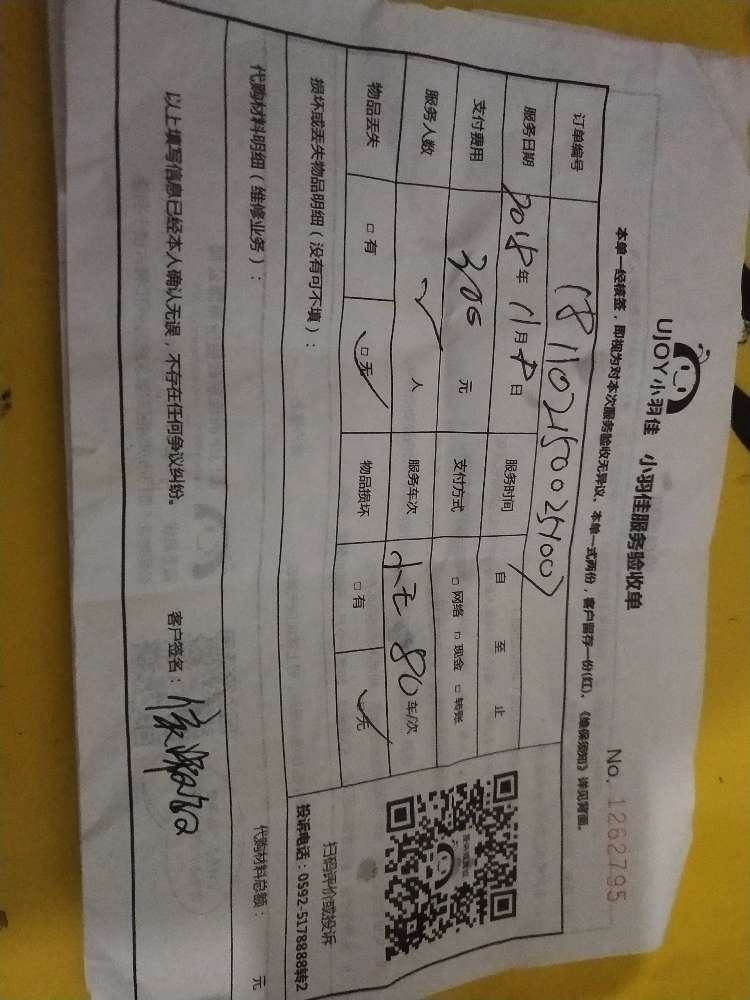 UJOY小羽佳 小羽佳服务验收单
No. 1262795
本单一经核签，即视为对本次服务验收无异议，本单一式两份，客户留存一份(红)，《维保须知》详见背面。
订单编号
服务日期 2018年11月8日 服务时间 自 至 止
支付费用 300元 支付方式 □网络 □现金 □转账
服务人数 人 服务车次 车/次
物品丢失 □有 □无 物品损坏 □有 □无
损坏或丢失物品明细（没有可不填）：
扫码评价或投诉
投诉电话：0592-5178888转2
代购材料明细（维修业务）： 代购材料总额： 元
以上填写信息已经本人确认无误，不存在任何争议纠纷。 客户签名：